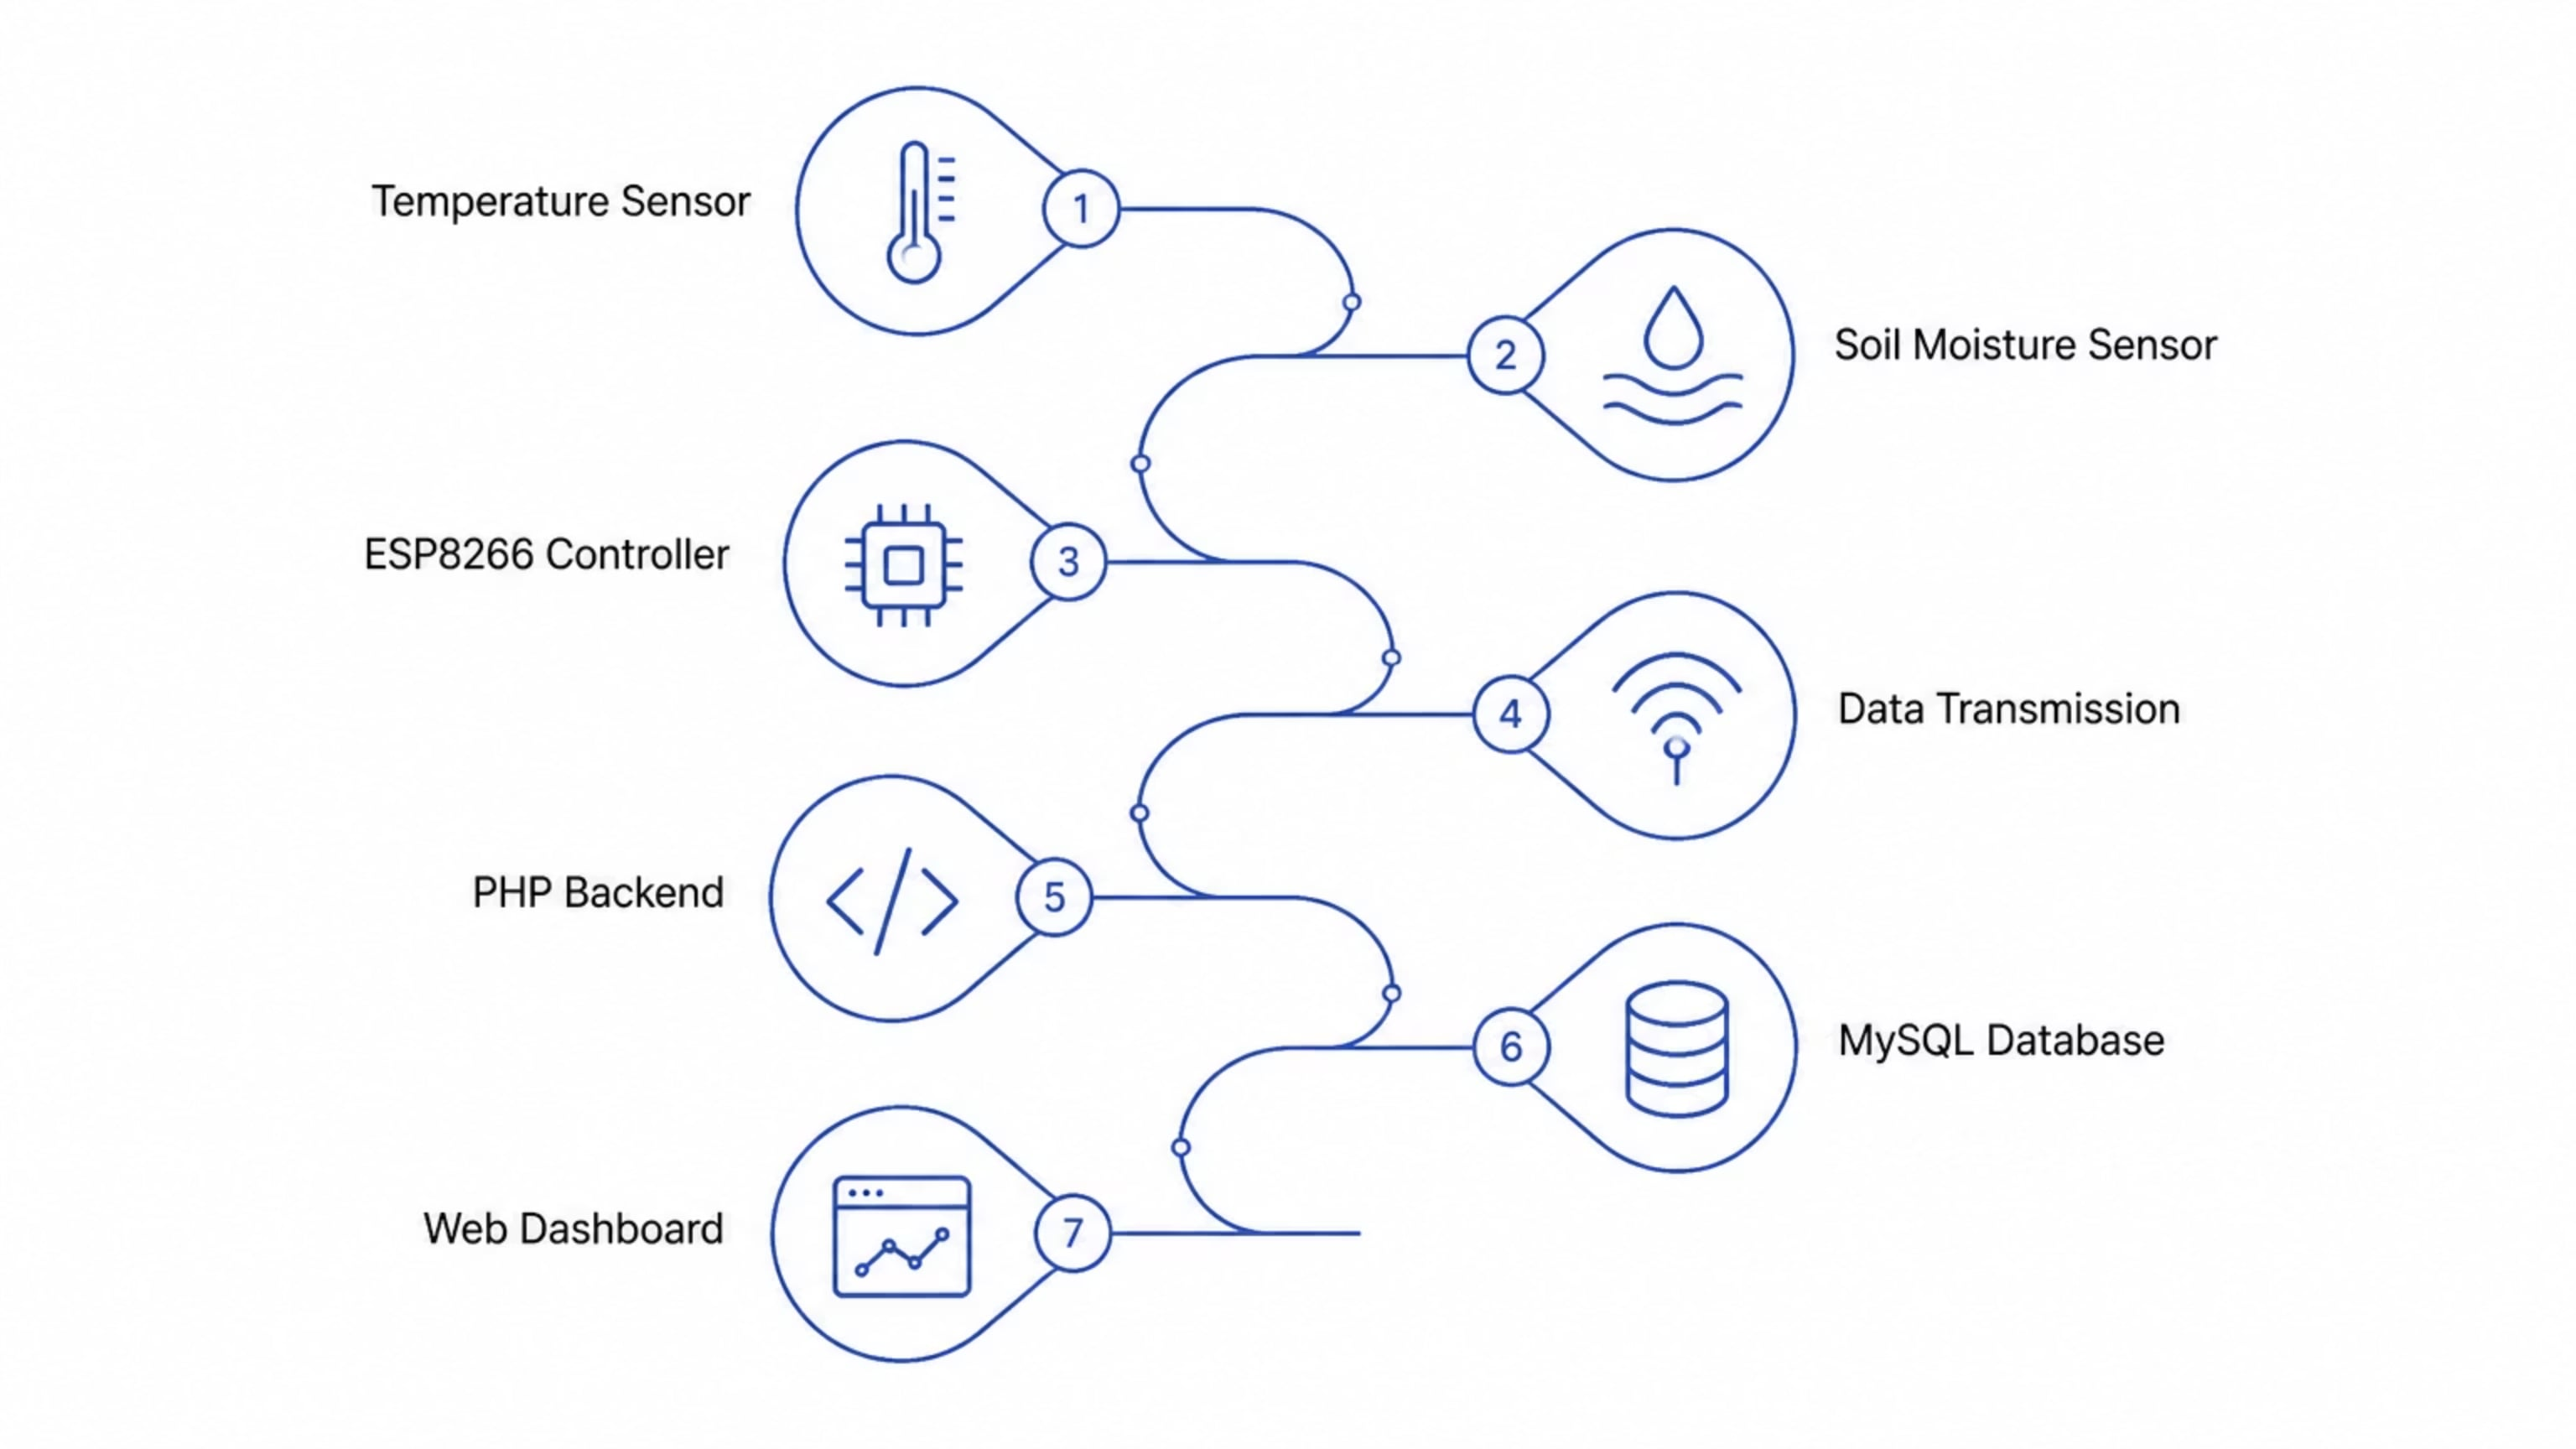 Temperature Sensor
1
2
Soil Moisture Sensor
ESP8266 Controller
3
4
Data Transmission
PHP Backend
5
6
MySQL Database
Web Dashboard
7